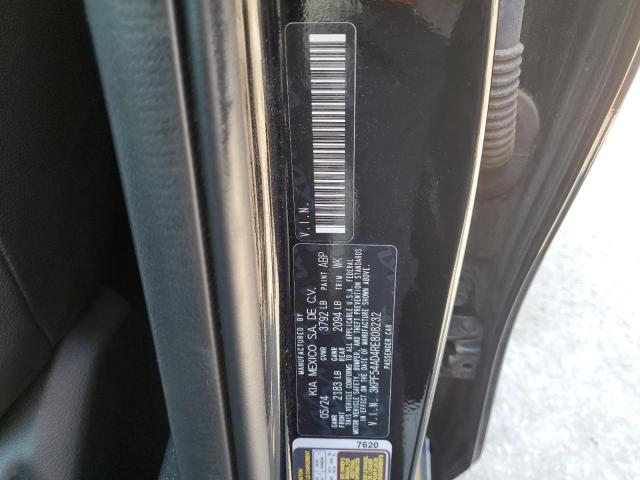 KIA MEXICO S.A. DE C.V.
05/24 GVWR 3792 LB PAINT ABP
GAWR FRONT 2183 LB GAWR REAR 2094 LB TRIM WK
THIS VEHICLE CONFORMS TO ALL APPLICABLE U.S.A. FEDERAL
MOTOR VEHICLE SAFETY, BUMPER, AND THEFT PREVENTION STANDARDS
IN EFFECT ON THE DATE OF MANUFACTURE SHOWN ABOVE.
V.I.N. 3KPF54AD4RE808232
PASSENGER CAR
V.I.N.
7620